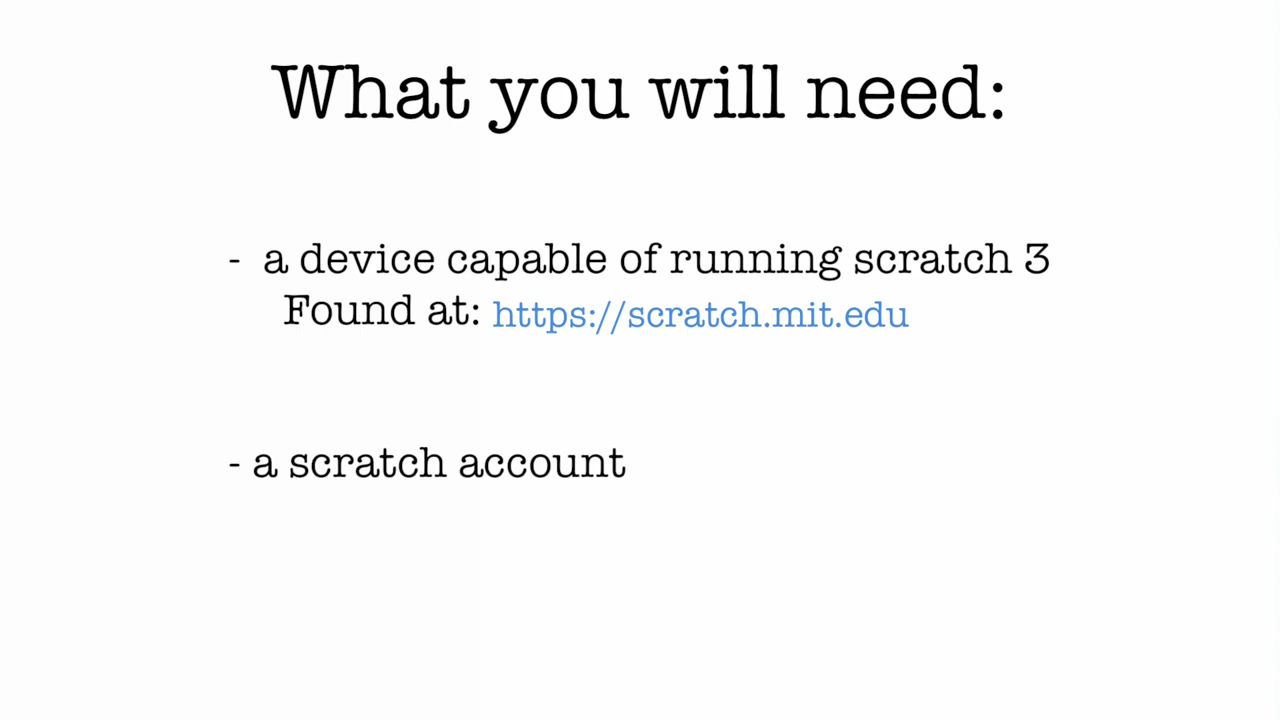 What you will need:
- a device capable of running scratch 3
Found at: https://scratch.mit.edu
- a scratch account